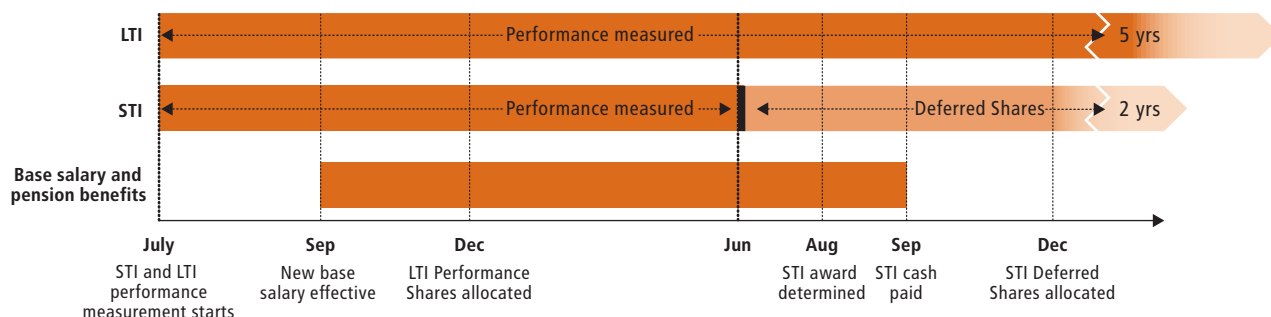 LTI
Performance measured
5 yrs
STI
Performance measured
Deferred Shares
2 yrs
Base salary and
pension benefits
July
STI and LTI
performance
measurement starts
Sep
New base
salary effective
Dec
LTI Performance
Shares allocated
Jun
Aug
STI award
determined
Sep
STI cash
paid
Dec
STI Deferred
Shares allocated